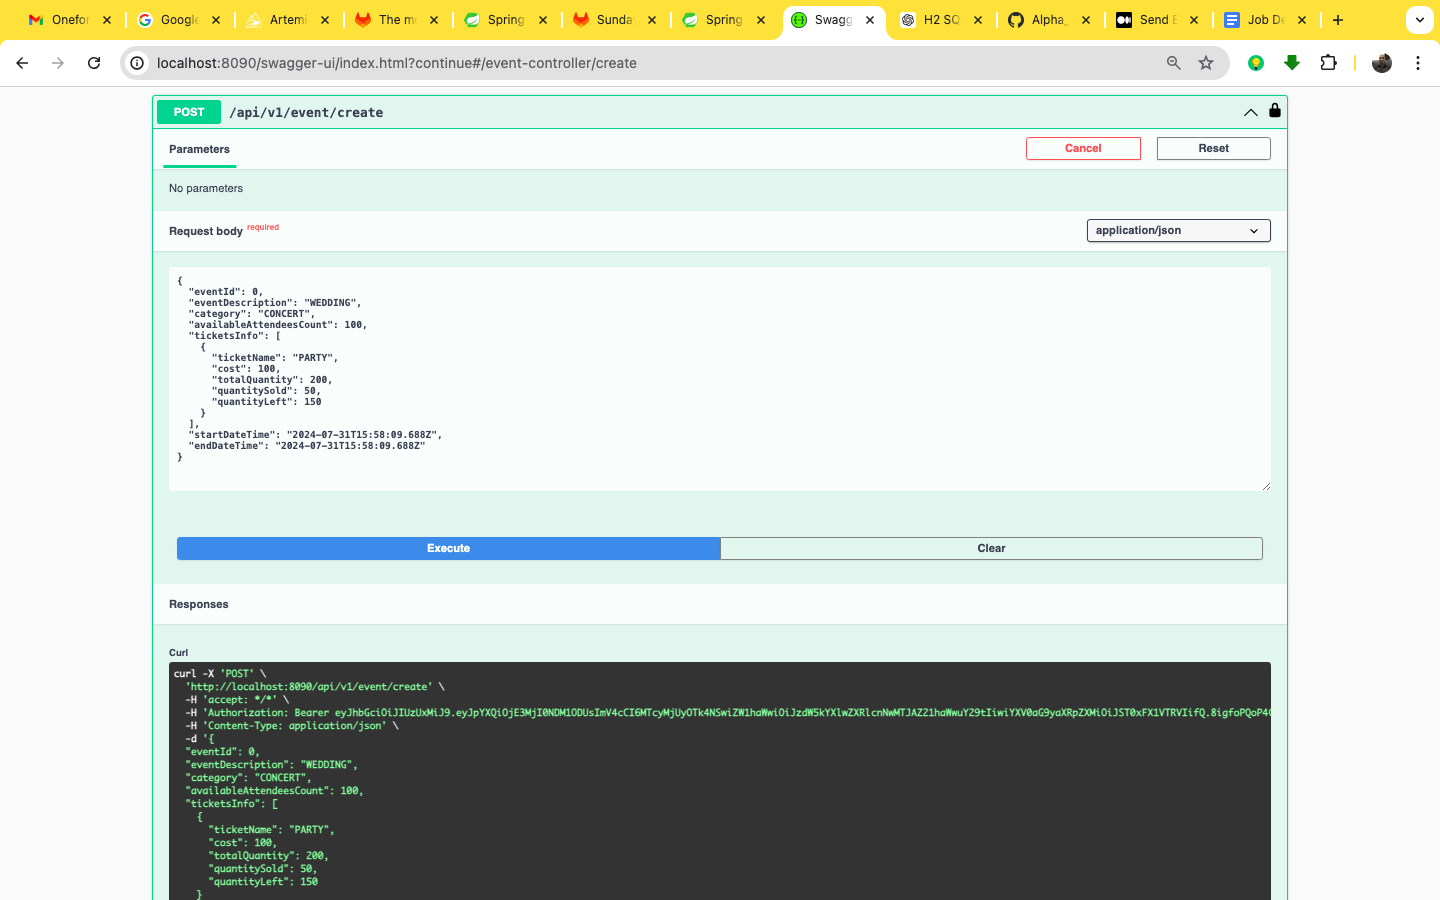 Onefor
Google
Artemi
The mo
Spring
Sunda
Spring
Swagg
H2 SQ
Alpha_
Send E
Job De
localhost:8090/swagger-ui/index.html?continue#/event-controller/create
POST /api/v1/event/create
Parameters
Cancel
Reset
No parameters
Request body required
application/json
{
"eventId": 0,
"eventDescription": "WEDDING",
"category": "CONCERT",
"availableAttendeesCount": 100,
"ticketsInfo": [
{
"ticketName": "PARTY",
"cost": 100,
"totalQuantity": 200,
"quantitySold": 50,
"quantityLeft": 150
}
],
"startDateTime": "2024-07-31T15:58:09.688Z",
"endDateTime": "2024-07-31T15:58:09.688Z"
}
Execute
Clear
Responses
Curl
curl -X 'POST' \
'http://localhost:8090/api/v1/event/create' \
-H 'accept: */*' \
-H 'Authorization: Bearer
-H 'Content-Type: application/json' \
-d '{
"eventId": 0,
"eventDescription": "WEDDING",
"category": "CONCERT",
"availableAttendeesCount": 100,
"ticketsInfo": [
{
"ticketName": "PARTY",
"cost": 100,
"totalQuantity": 200,
"quantitySold": 50,
"quantityLeft": 150
}